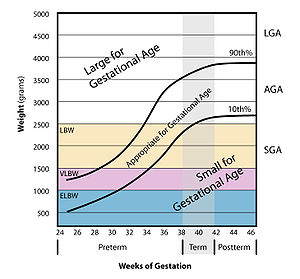 5000
4500
4000
3500
3000
2500
2000
1500
1000
500
Weight (grams)
Large for
Gestational Age
Appropriate for Gestational Age
Small for
Gestational Age
90th%
10th%
LGA
AGA
SGA
LBW
VLBW
ELBW
24 26 28 30 32 34 36 38 40 42 44 46
Preterm Term Postterm
Weeks of Gestation